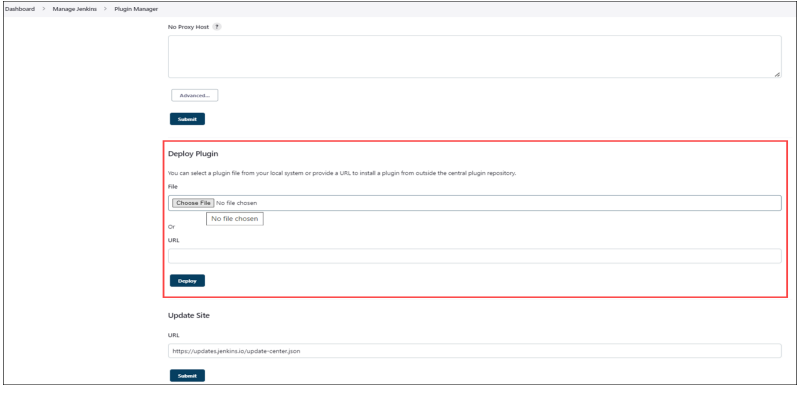 Dashboard > Manage Jenkins > Plugin Manager
No Proxy Host ?
Advanced...
Submit
Deploy Plugin
You can select a plugin file from your local system or provide a URL to install a plugin from outside the central plugin repository.
File
Choose File No file chosen
No file chosen
Or
URL
Deploy
Update Site
URL
https://updates.jenkins.io/update-center.json
Submit